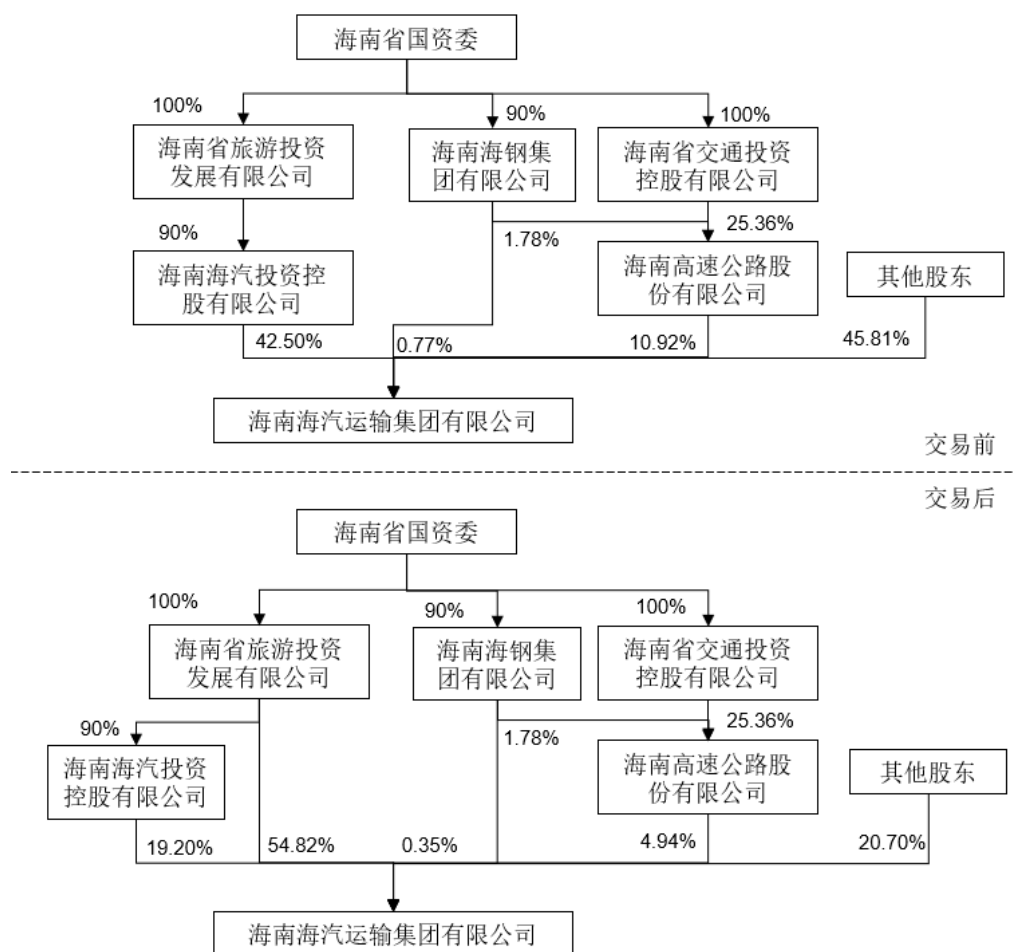 海南省国资委
100%
90%
100%
海南省旅游投资
发展有限公司
海南海钢集
团有限公司
海南省交通投资
控股有限公司
90%
1.78%
25.36%
海南海汽投资控
股有限公司
海南高速公路股
份有限公司
其他股东
42.50%
0.77%
10.92%
45.81%
海南海汽运输集团有限公司
交易前
交易后
海南省国资委
100%
90%
100%
海南省旅游投资
发展有限公司
海南海钢集
团有限公司
海南省交通投资
控股有限公司
90%
1.78%
25.36%
海南海汽投资
控股有限公司
海南高速公路股
份有限公司
其他股东
19.20%
54.82%
0.35%
4.94%
20.70%
海南海汽运输集团有限公司